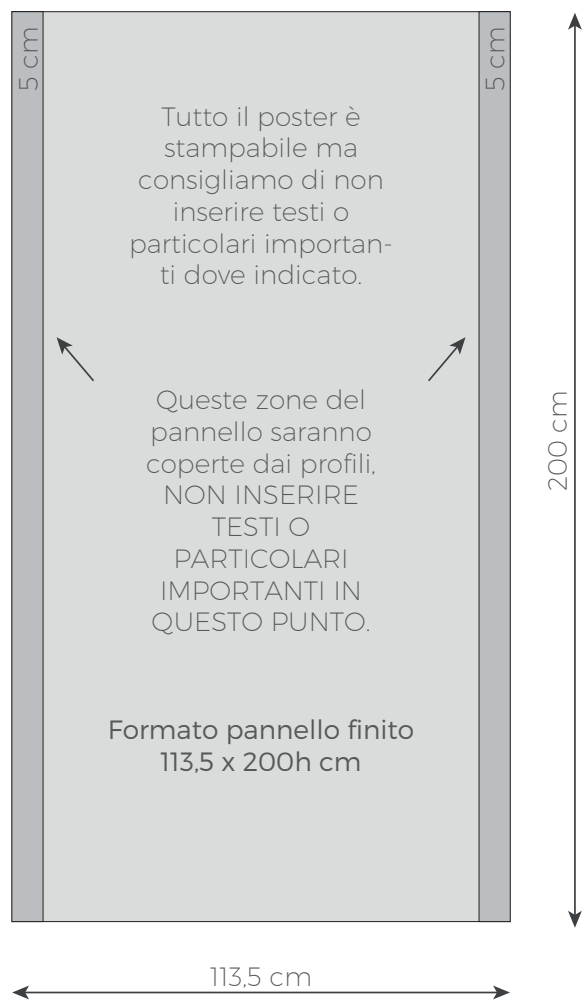 5 cm
5 cm
Tutto il poster è
stampabile ma
consigliamo di non
inserire testi o
particolari importan-
ti dove indicato.
Queste zone del
pannello saranno
coperte dai profili,
NON INSERIRE
TESTI O
PARTICOLARI
IMPORTANTI IN
QUESTO PUNTO.
200 cm
Formato pannello finito
113,5 x 200h cm
113,5 cm